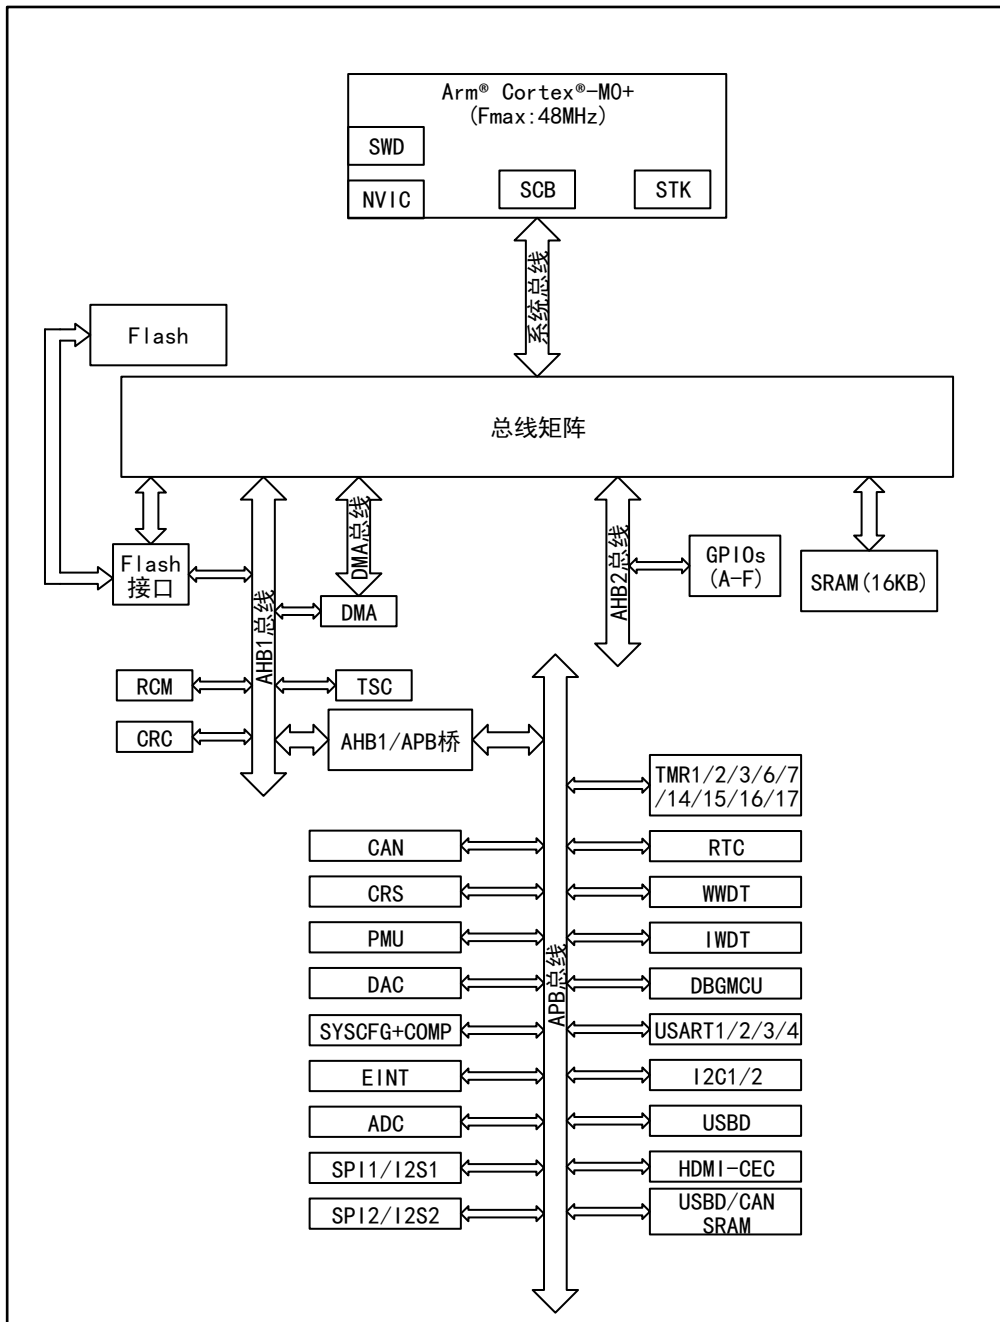 Arm® Cortex®-M0+
(Fmax:48MHz)
SWD
NVIC
SCB
STK
系统总线
Flash
总线矩阵
Flash
接口
AHB1总线
DMA总线
DMA
AHB2总线
GPIOs
(A-F)
SRAM(16KB)
RCM
TSC
CRC
AHB1/APB桥
APB总线
TMR1/2/3/6/7
/14/15/16/17
CAN
RTC
CRS
WWDT
PMU
IWDT
DAC
DBGMCU
SYSCFG+COMP
USART1/2/3/4
EINT
I2C1/2
ADC
USBD
SPI1/I2S1
HDMI-CEC
SPI2/I2S2
USBD/CAN
SRAM